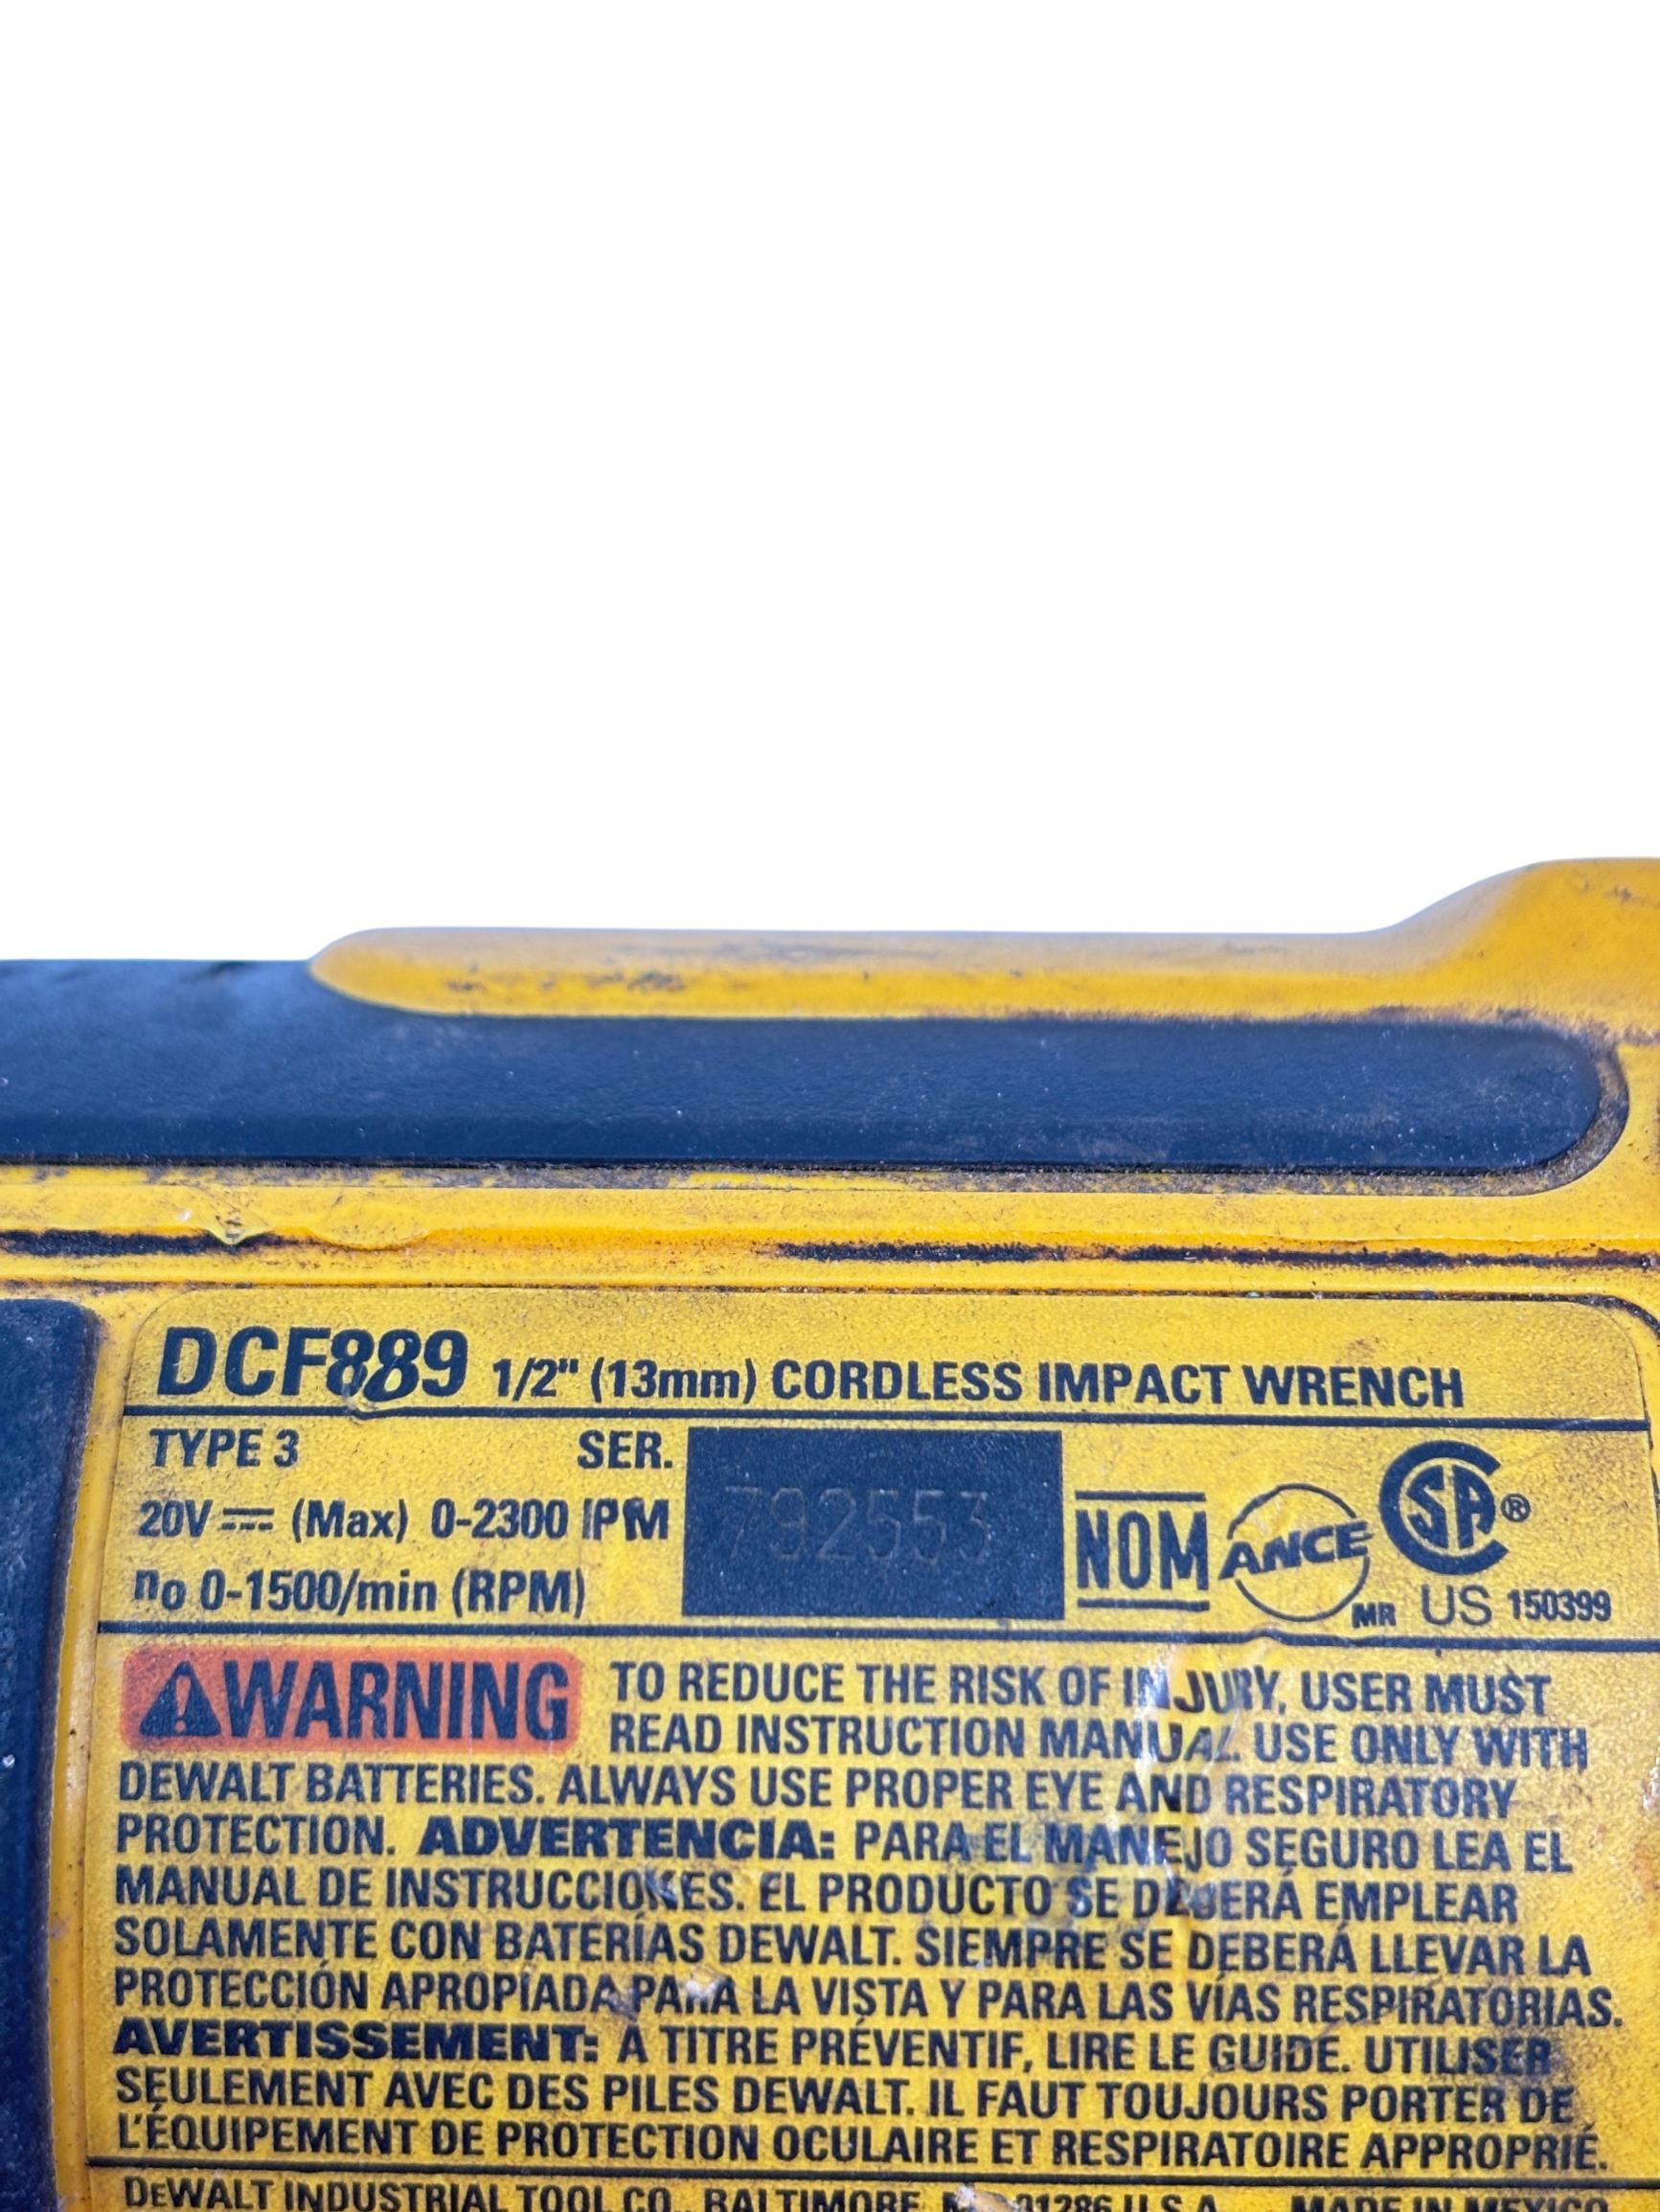 DCF889 1/2" (13mm) CORDLESS IMPACT WRENCH
TYPE 3 SER.
792553
20V (Max) 0-2300 IPM
no 0-1500/min (RPM)
NOM
ANCE
MR
SA®
US 150399
WARNING TO REDUCE THE RISK OF INJURY, USER MUST
READ INSTRUCTION MANUAL. USE ONLY WITH
DEWALT BATTERIES. ALWAYS USE PROPER EYE AND RESPIRATORY
PROTECTION. ADVERTENCIA: PARA EL MANEJO SEGURO LEA EL
MANUAL DE INSTRUCCIONES. EL PRODUCTO SE DEBERÁ EMPLEAR
SOLAMENTE CON BATERÍAS DEWALT. SIEMPRE SE DEBERÁ LLEVAR LA
PROTECCIÓN APROPIADA PARA LA VISTA Y PARA LAS VÍAS RESPIRATORIAS.
AVERTISSEMENT: À TITRE PRÉVENTIF, LIRE LE GUIDE. UTILISER
SEULEMENT AVEC DES PILES DEWALT. IL FAUT TOUJOURS PORTER DE
L'ÉQUIPEMENT DE PROTECTION OCULAIRE ET RESPIRATOIRE APPROPRIÉ.
DEWALT INDUSTRIAL TOOL CO., BALTIMORE, 21286 U.S.A. MADE IN MEXICO